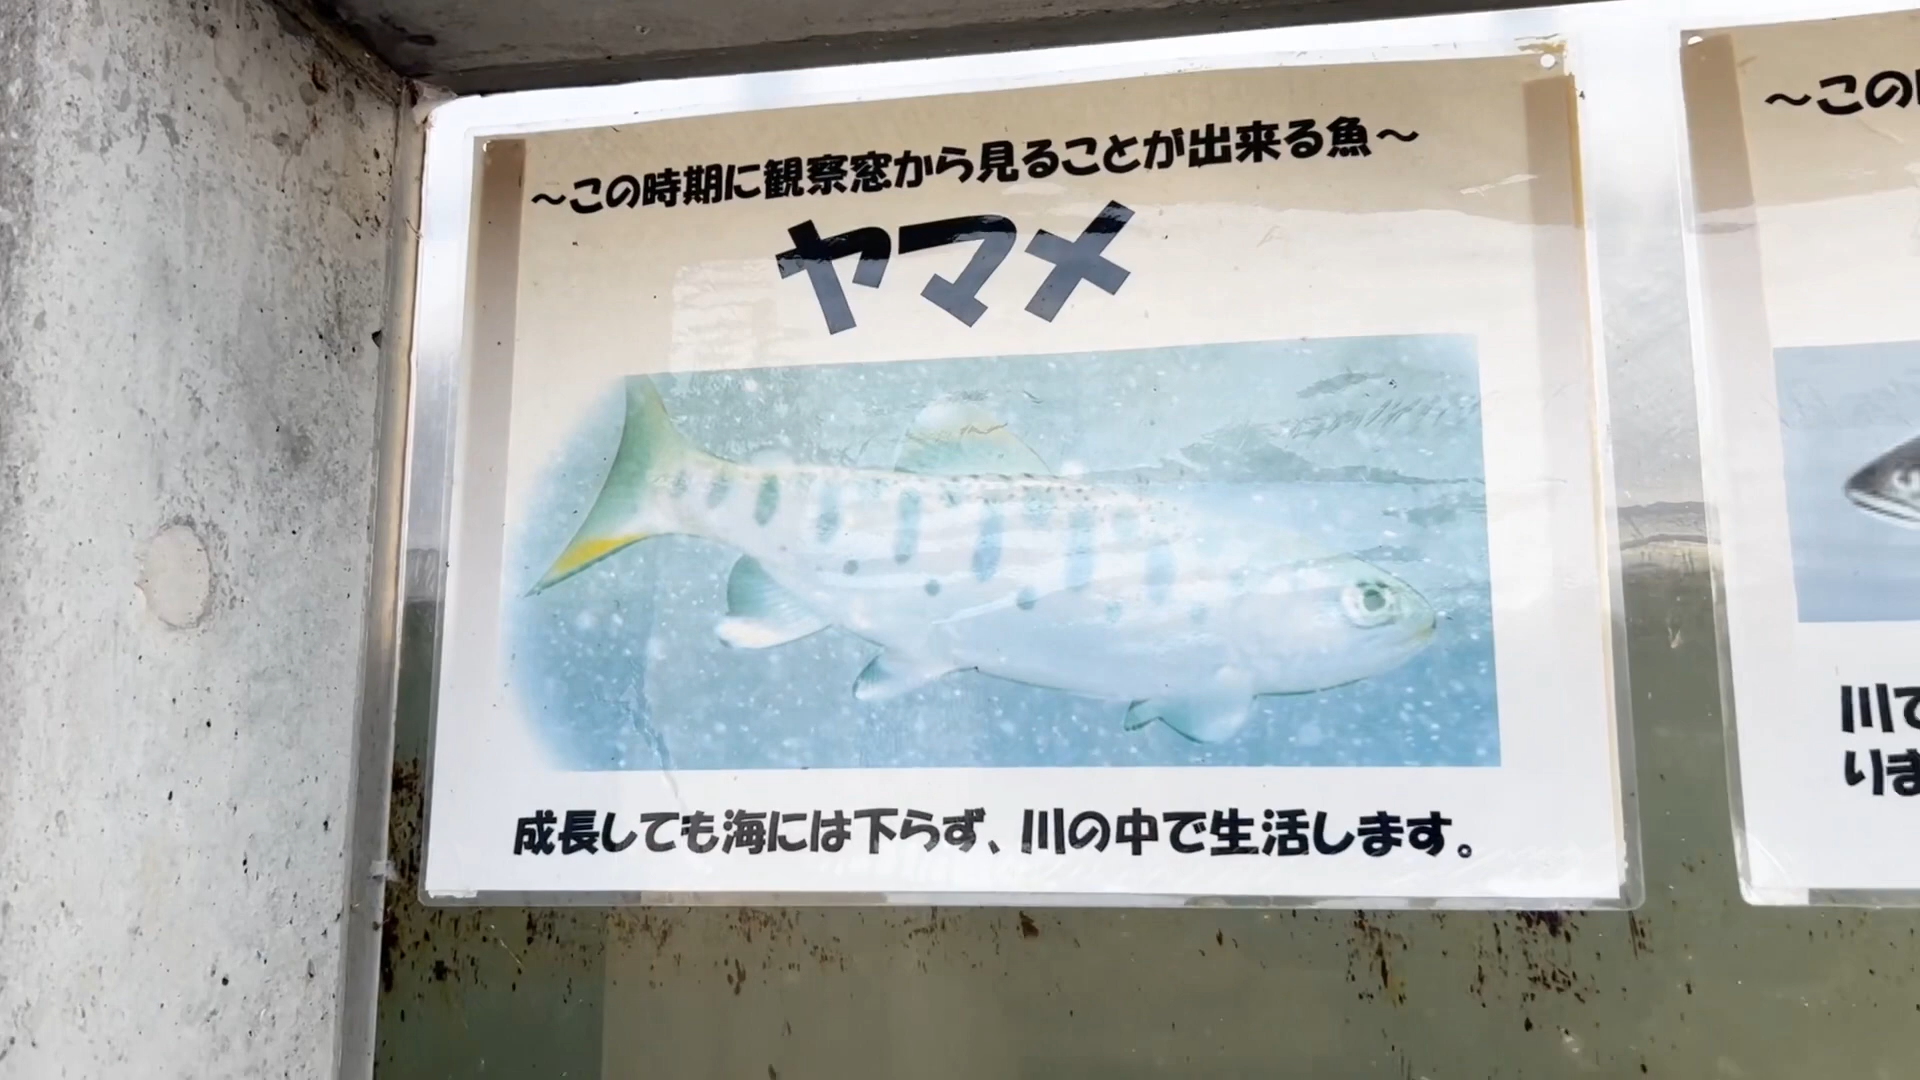 ～この時期に観察窓から見ることが出来る魚～
ヤマメ
成長しても海には下らず、川の中で生活します。
～この
川で
りま